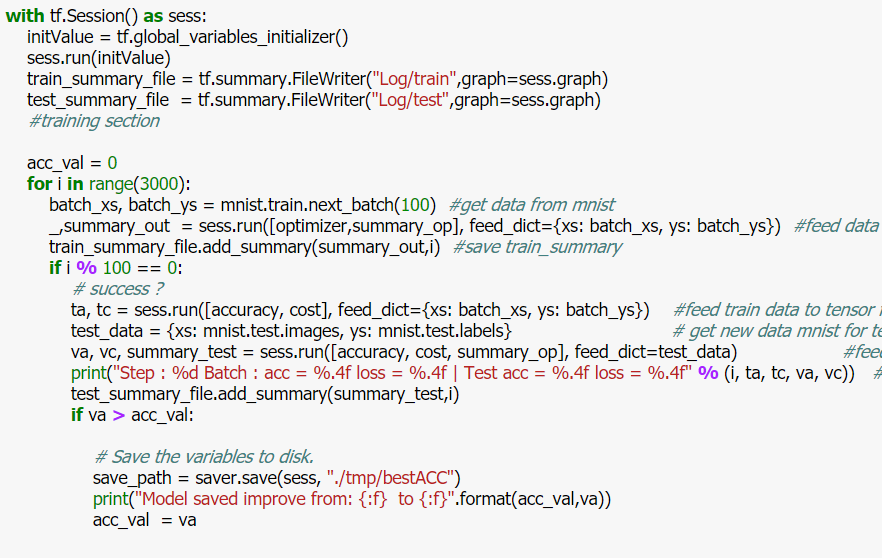 with tf.Session() as sess:
    initValue = tf.global_variables_initializer()
    sess.run(initValue)
    train_summary_file = tf.summary.FileWriter("Log/train",graph=sess.graph)
    test_summary_file  = tf.summary.FileWriter("Log/test",graph=sess.graph)
    #training section
    acc_val = 0
    for i in range(3000):
        batch_xs, batch_ys = mnist.train.next_batch(100)  #get data from mnist
        _,summary_out  = sess.run([optimizer,summary_op], feed_dict={xs: batch_xs, ys: batch_ys})  #feed data
        train_summary_file.add_summary(summary_out,i)  #save train_summary
        if i % 100 == 0:
            # success ?
            ta, tc = sess.run([accuracy, cost], feed_dict={xs: batch_xs, ys: batch_ys})    #feed train data to tensor
            test_data = {xs: mnist.test.images, ys: mnist.test.labels}    # get new data mnist for
            va, vc, summary_test = sess.run([accuracy, cost, summary_op], feed_dict=test_data)    #feed
            print("Step : %d Batch : acc = %.4f loss = %.4f | Test acc = %.4f loss = %.4f" % (i, ta, tc, va, vc))   #
            test_summary_file.add_summary(summary_test,i)
            if va > acc_val:
                # Save the variables to disk.
                save_path = saver.save(sess, "./tmp/bestACC")
                print("Model saved improve from: {:f}  to {:f}".format(acc_val,va))
                acc_val  = va